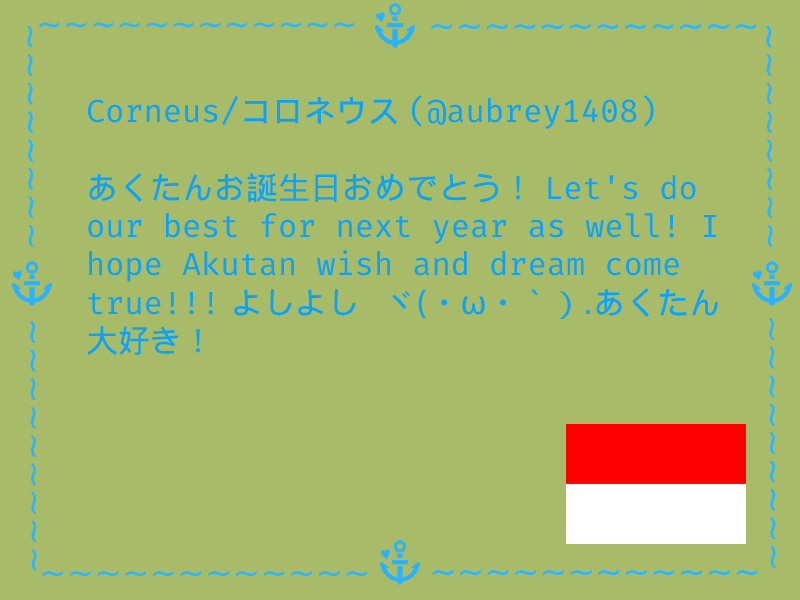 Corneus/コロネウス (@aubrey1408)
あくたんお誕生日おめでとう！ Let's do
our best for next year as well! I
hope Akutan wish and dream come
true!!! よしよし　ヾ(・ω・｀).あくたん
大好き！